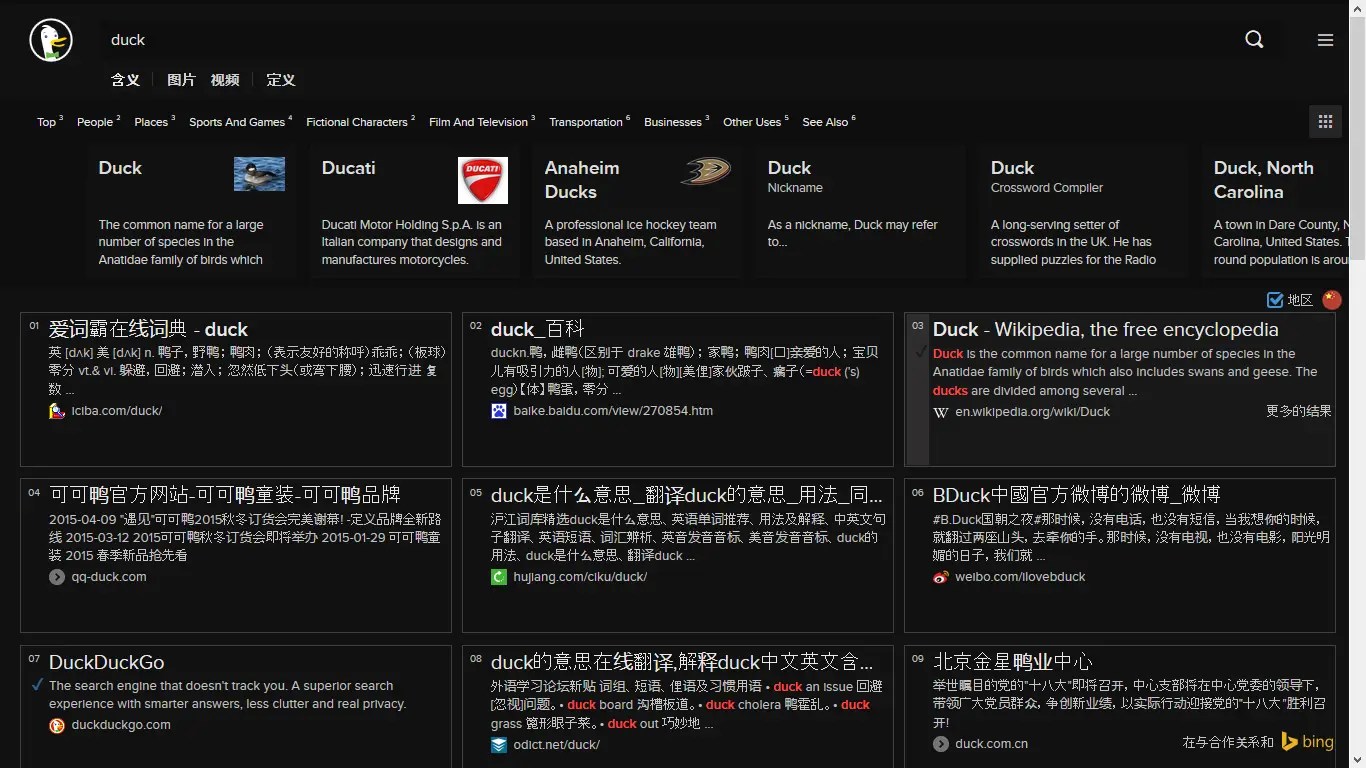 duck
含义
图片
视频
定义
Top 3
People 2
Places 3
Sports And Games 4
Fictional Characters 2
Film And Television 3
Transportation 6
Businesses 3
Other Uses 5
See Also 6
Duck
The common name for a large
number of species in the
Anatidae family of birds which
Ducati
DUCATI
Ducati Motor Holding S.p.A. is an
Italian company that designs and
manufactures motorcycles.
Anaheim
Ducks
A professional ice hockey team
based in Anaheim, California,
United States.
Duck
Nickname
As a nickname, Duck may refer
to...
Duck
Crossword Compiler
A long-serving setter of
crosswords in the UK. He has
supplied puzzles for the Radio
Duck, North
Carolina
A town in Dare County, N
Carolina, United States. T
round population is arou
地区
01
爱词霸在线词典 - duck
英 [dʌk] 美 [dʌk] n. 鸭子，野鸭；鸭肉；（表示友好的称呼）乖乖；（板球）
零分 vt.& vi. 躲避，回避；潜入；忽然低下头（或弯下腰）；迅速行进 复
数 ...
iciba.com/duck/
02
duck_百科
duckn.鸭，雌鸭（区别于 drake 雄鸭）；家鸭；鸭肉[口]亲爱的人；宝贝
儿有吸引力的人[物]; 可爱的人[物][美俚]家伙跛子、瘸子（=duck ('s)
egg)【体】鸭蛋，零分 ...
baike.baidu.com/view/270854.htm
03
Duck - Wikipedia, the free encyclopedia
Duck is the common name for a large number of species in the
Anatidae family of birds which also includes swans and geese. The
ducks are divided among several ...
W en.wikipedia.org/wiki/Duck
更多的结果
04
可可鸭官方网站-可可鸭童装-可可鸭品牌
2015-04-09 "遇见"可可鸭2015秋冬订货会完美谢幕! -定义品牌全新路
线 2015-03-12 2015可可鸭秋冬订货会即将举办 2015-01-29 可可鸭童
装 2015 春季新品抢先看
qq-duck.com
05
duck是什么意思_翻译duck的意思_用法_同...
沪江词库精选duck是什么意思、英语单词推荐、用法及解释、中英文句
子翻译、英语短语、词汇辨析、英音发音音标、美音发音音标、duck的
用法、duck是什么意思、翻译duck ...
hujiang.com/ciku/duck/
06
BDuck中國官方微博的微博_微博
#B.Duck国朝之夜#那时候，没有电话，也没有短信，当我想你的时候，
就翻过两座山头，去牵你的手。那时候，没有电视，也没有电影，阳光明
媚的日子，我们就 ...
weibo.com/ilovebduck
07
DuckDuckGo
The search engine that doesn't track you. A superior search
experience with smarter answers, less clutter and real privacy.
duckduckgo.com
08
duck的意思在线翻译,解释duck中文英文含...
外语学习论坛新贴 词组、短语、俚语及习惯用语 • duck an issue 回避
[忽视]问题。• duck board 沟槽板道。• duck cholera 鸭霍乱。• duck
grass 篦形眼子菜。• duck out 巧妙地 ...
odict.net/duck/
09
北京金星鸭业中心
举世瞩目的党的"十八大"即将召开，中心支部将在中心党委的领导下，
带领广大党员群众，争创新业绩，以实际行动迎接党的"十八大"胜利召
开!
duck.com.cn
在与合作关系和 bing